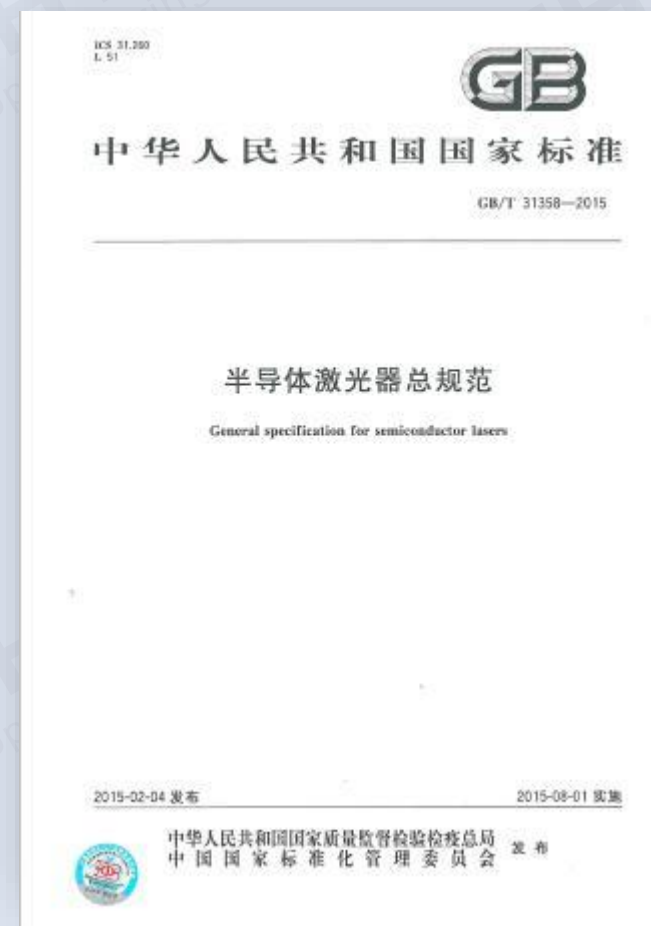 ICS 31.260
L 51
GB
中华人民共和国国家标准
GB/T 31358—2015
半导体激光器总规范
General specification for semiconductor lasers
2015-02-04 发布
2015-08-01 实施
中华人民共和国国家质量监督检验检疫总局
中国国家标准化管理委员会
发布